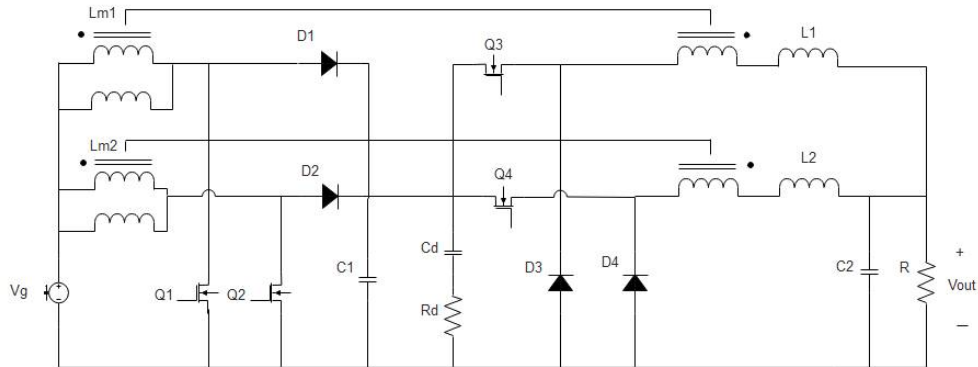 Lm1
D1
Q3
L1
Lm2
D2
Q4
L2
Vg
Q1
Q2
C1
Cd
Rd
D3
D4
C2
R
+
Vout
–